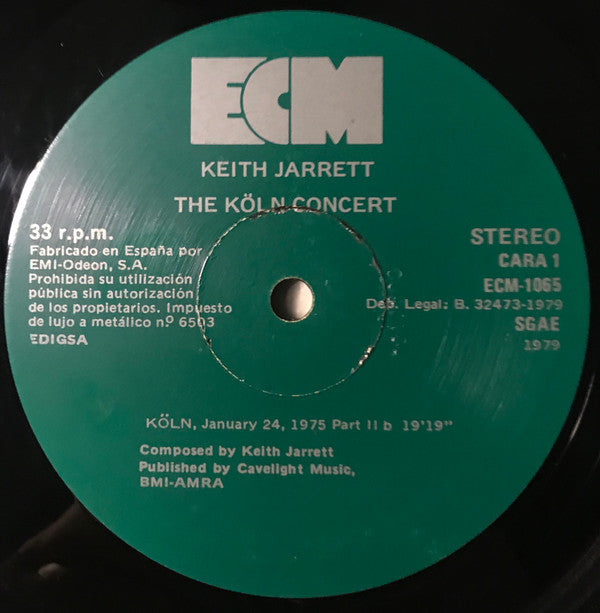 ECM
KEITH JARRETT
THE KÖLN CONCERT
33 r.p.m.
Fabricado en España por
EMI-Odeon, S.A.
Prohibida su utilización
pública sin autorización
de los propietarios. Impuesto
de lujo a metálico nº 6503
EDIGSA
STEREO
CARA 1
ECM-1065
Dep. Legal: B. 32473-1979
SGAE
1979
KÖLN, January 24, 1975 Part II b 19'19"
Composed by Keith Jarrett
Published by Cavelight Music,
BMI-AMRA